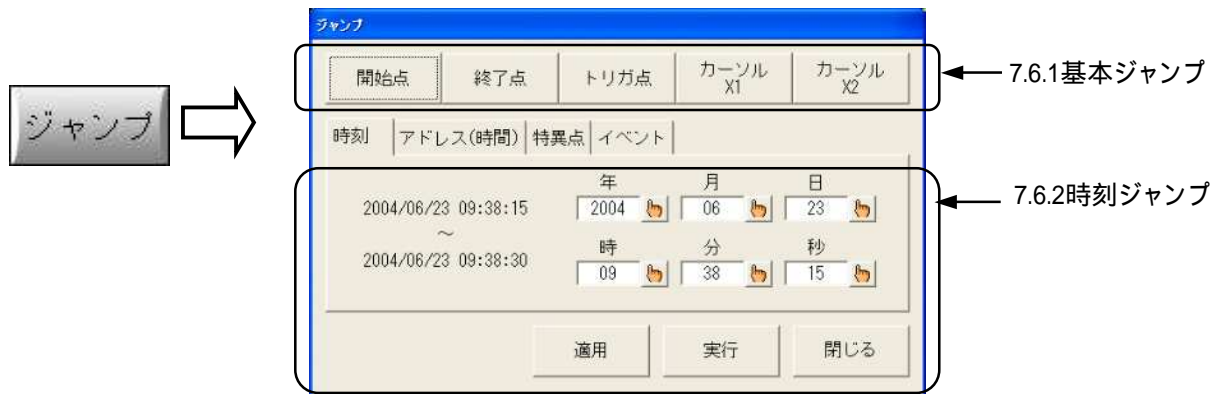 ジャンプ
ジャンプ
開始点 終了点 トリガ点 カーソル X1 カーソル X2
7.6.1基本ジャンプ
時刻 アドレス(時間) 特異点 イベント
7.6.2時刻ジャンプ
年 月 日
2004/06/23 09:38:15 2004 06 23
~
時 分 秒
2004/06/23 09:38:30 09 38 15
適用 実行 閉じる